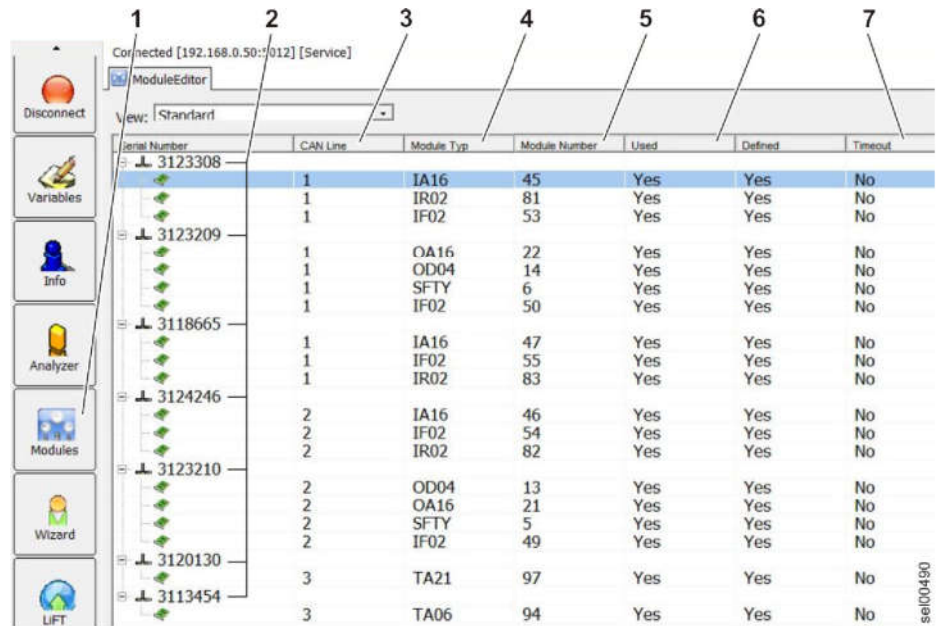 1 2 3 4 5 6 7
Connected [192.168.0.50:5012] [Service]
ModuleEditor
Disconnect
View: Standard
Serial Number CAN Line Module Typ Module Number Used Defined Timeout
3123308
1 IA16 45 Yes Yes No
Variables
1 IR02 81 Yes Yes No
1 IF02 53 Yes Yes No
3123209
1 OA16 22 Yes Yes No
1 OD04 14 Yes Yes No
Info
1 SFTY 6 Yes Yes No
1 IF02 50 Yes Yes No
3118665
1 IA16 47 Yes Yes No
1 IF02 55 Yes Yes No
Analyzer
1 IR02 83 Yes Yes No
3124246
2 IA16 46 Yes Yes No
2 IF02 54 Yes Yes No
2 IR02 82 Yes Yes No
Modules
3123210
2 OD04 13 Yes Yes No
2 OA16 21 Yes Yes No
2 SFTY 5 Yes Yes No
Wizard
2 IF02 49 Yes Yes No
3120130
3 TA21 97 Yes Yes No
3113454
3 TA06 94 Yes Yes No
LiFT
sel00490